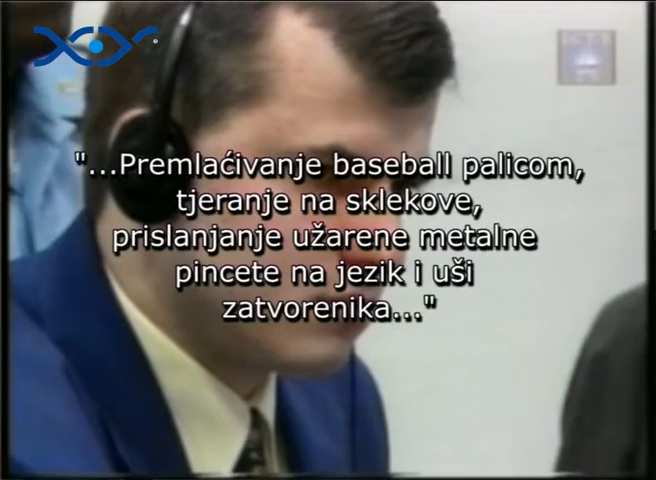 "...Premlaćivanje baseball palicom,
tjeranje na sklekove,
prislanjanje užarene metalne
pincete na jezik i uši
zatvorenika..."